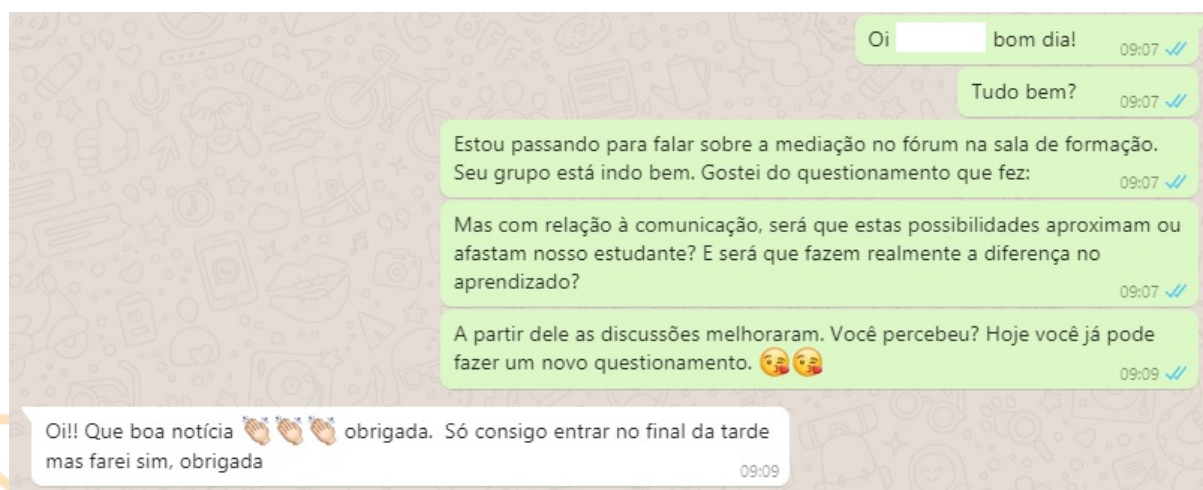 Oi bom dia!
09:07
Tudo bem?
09:07
Estou passando para falar sobre a mediação no fórum na sala de formação.
Seu grupo está indo bem. Gostei do questionamento que fez:
09:07
Mas com relação à comunicação, será que estas possibilidades aproximam ou
afastam nosso estudante? E será que fazem realmente a diferença no
aprendizado?
09:07
A partir dele as discussões melhoraram. Você percebeu? Hoje você já pode
fazer um novo questionamento. 😘😘
09:09
Oi!! Que boa notícia 👏🏻👏🏻👏🏻 obrigada. Só consigo entrar no final da tarde
mas farei sim, obrigada
09:09